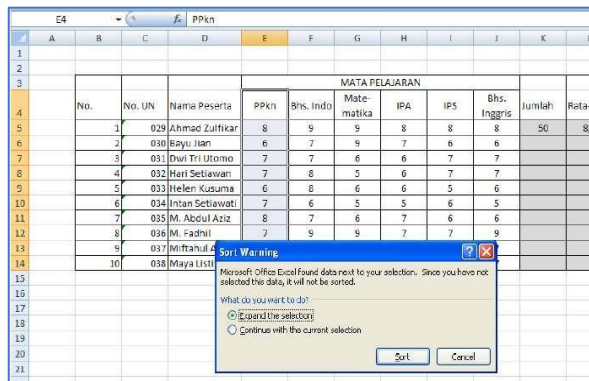 E4 fx PPkn
A B C D E F G H I J K
1
2
3 MATA PELAJARAN
4 No. No. UN Nama Peserta PPkn Bhs. Indo Mate-matika IPA IPS Bhs. Inggris Jumlah Rata-
5 1 029 Ahmad Zulfikar 8 9 9 8 8 8 50 8,
6 2 030 Bayu Jian 6 7 9 7 6 6
7 3 031 Dwi Tri Utomo 7 7 6 6 7 7
8 4 032 Hari Setiawan 7 8 5 6 7 7
9 5 033 Helen Kusuma 6 8 6 6 5 6
10 6 034 Intan Setiawati 7 6 5 5 6 5
11 7 035 M. Abdul Aziz 8 7 6 7 6 6
12 8 036 M. Fadhil 7 9 9 7 7 9
13 9 037 Miftahul A
14 10 038 Maya Listi
15
16
17
18
19
20
21
Sort Warning
Microsoft Office Excel found data next to your selection. Since you have not
selected this data, it will not be sorted.
What do you want to do?
Expand the selection
Continue with the current selection
Sort Cancel